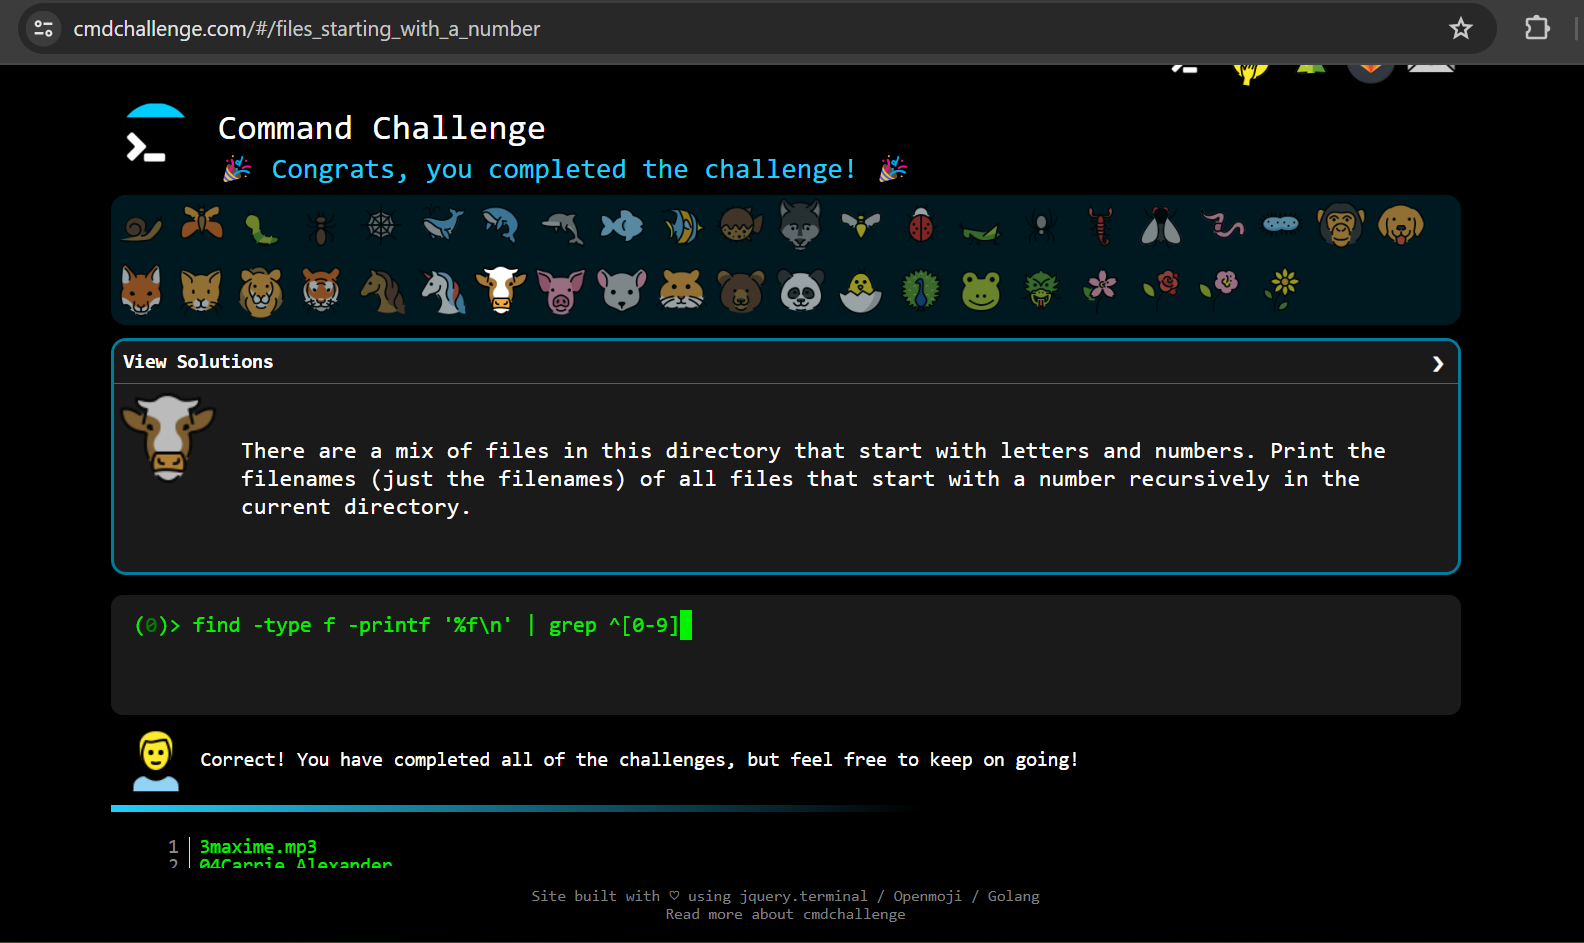 cmdchallenge.com/#/files_starting_with_a_number
Command Challenge
🎉 Congrats, you completed the challenge! 🎉
View Solutions
There are a mix of files in this directory that start with letters and numbers. Print the
filenames (just the filenames) of all files that start with a number recursively in the
current directory.
(0)> find -type f -printf '%f\n' | grep ^[0-9]
Correct! You have completed all of the challenges, but feel free to keep on going!
1 3maxime.mp3
2 04Carrie Alexander
Site built with ♡ using jquery.terminal / Openmoji / Golang
Read more about cmdchallenge